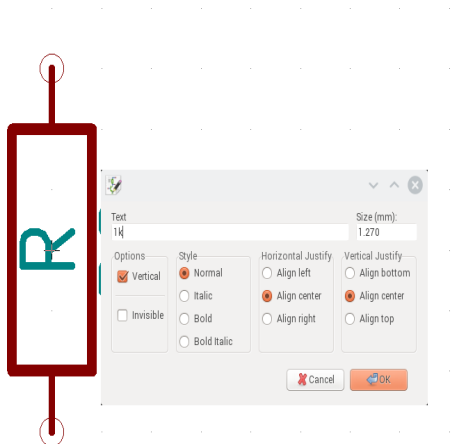 R
Text
Size (mm):
1k
1.270
Options
Style
Horizontal Justify
Vertical Justify
Vertical
Normal
Align left
Align bottom
Italic
Align center
Align center
Invisible
Bold
Align right
Align top
Bold Italic
Cancel
OK